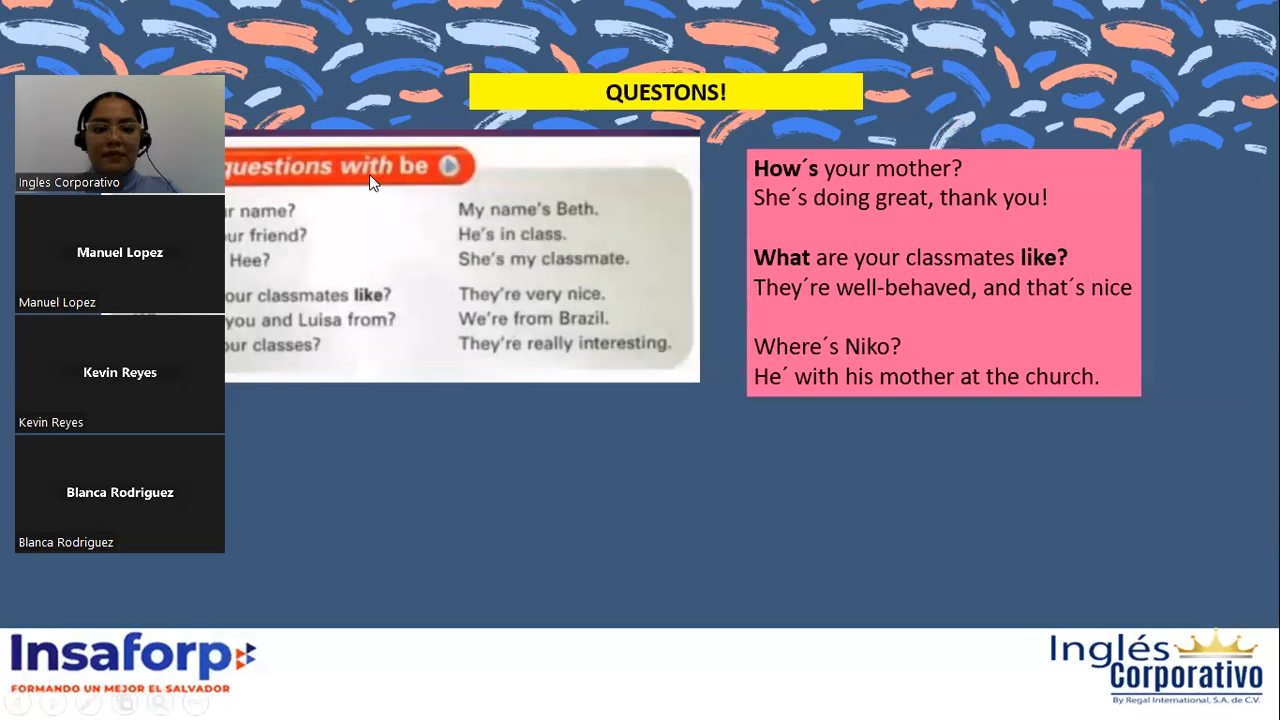 QUESTONS!
Ingles Corporativo
Manuel Lopez
Manuel Lopez
Kevin Reyes
Kevin Reyes
Blanca Rodriguez
Blanca Rodriguez
questions with be
name? My name's Beth.
friend? He's in class.
Hee? She's my classmate.
classmates like? They're very nice.
you and Luisa from? We're from Brazil.
classes? They're really interesting.
How´s your mother?
She´s doing great, thank you!
What are your classmates like?
They´re well-behaved, and that´s nice
Where´s Niko?
He´ with his mother at the church.
Insaforp
FORMANDO UN MEJOR EL SALVADOR
Inglés
Corporativo
By Regal International, S.A. de C.V.